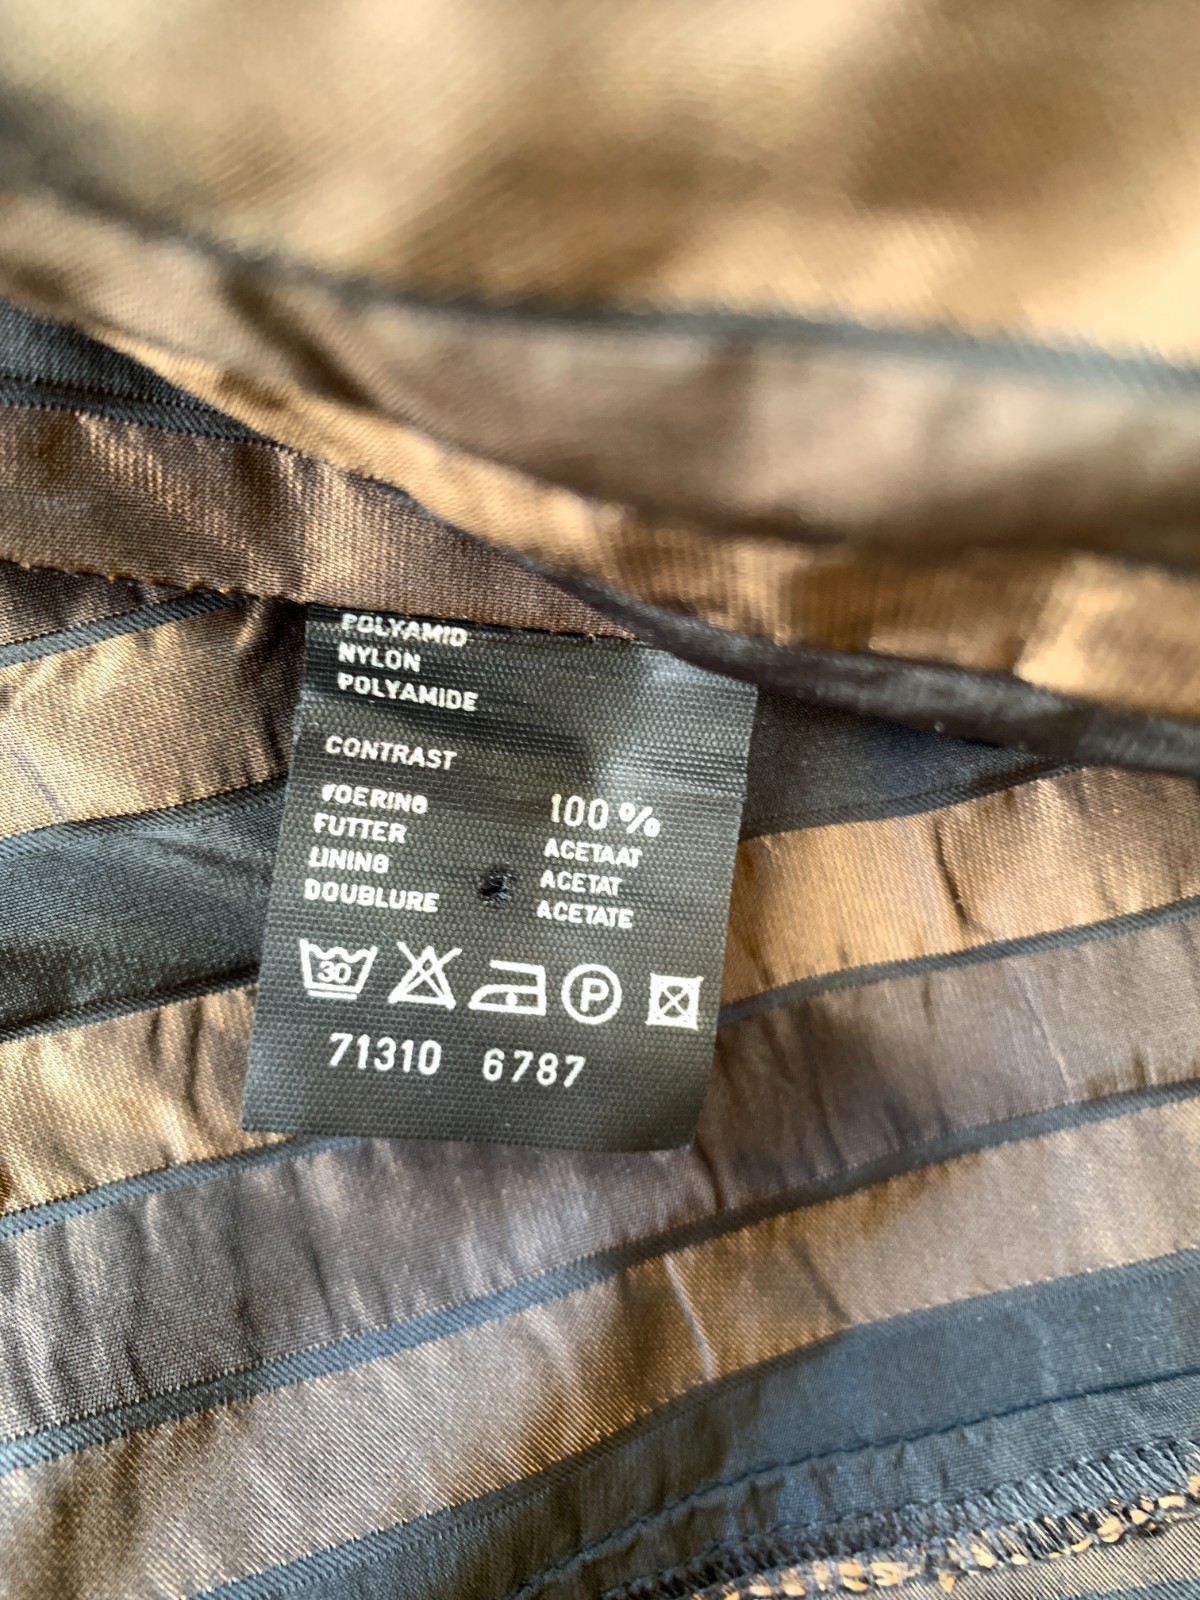 POLYAMID
NYLON
POLYAMIDE
CONTRAST
VOERING 100 %
FUTTER ACETAAT
LINING ACETAT
DOUBLURE ACETATE
30 P
71310 6787